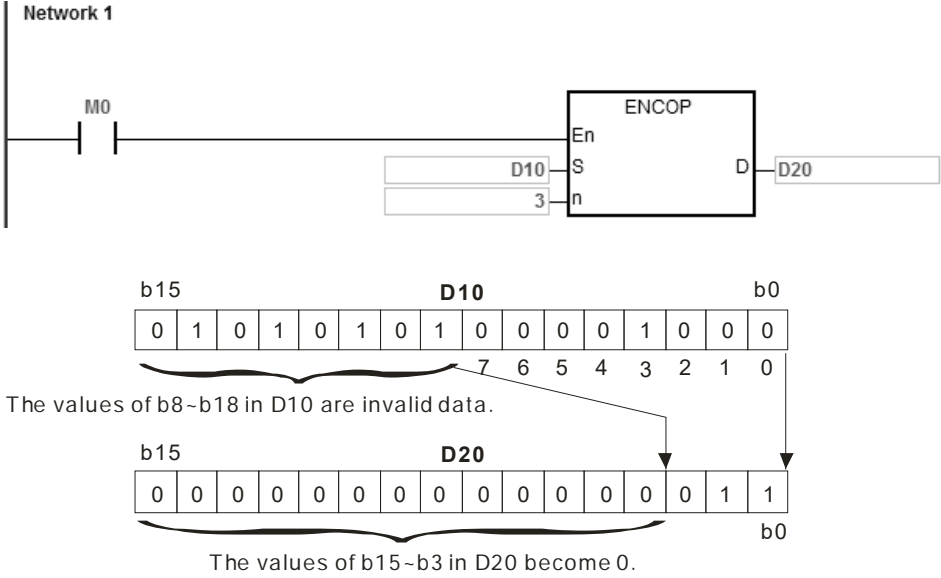 Network 1
M0
ENCOP
En
D10 S D D20
3 n
b15 D10 b0
0 1 0 1 0 1 0 1 0 0 0 0 1 0 0 0
7 6 5 4 3 2 1 0
The values of b8~b18 in D10 are invalid data.
b15 D20
0 0 0 0 0 0 0 0 0 0 0 0 0 0 1 1
b0
The values of b15~b3 in D20 become 0.